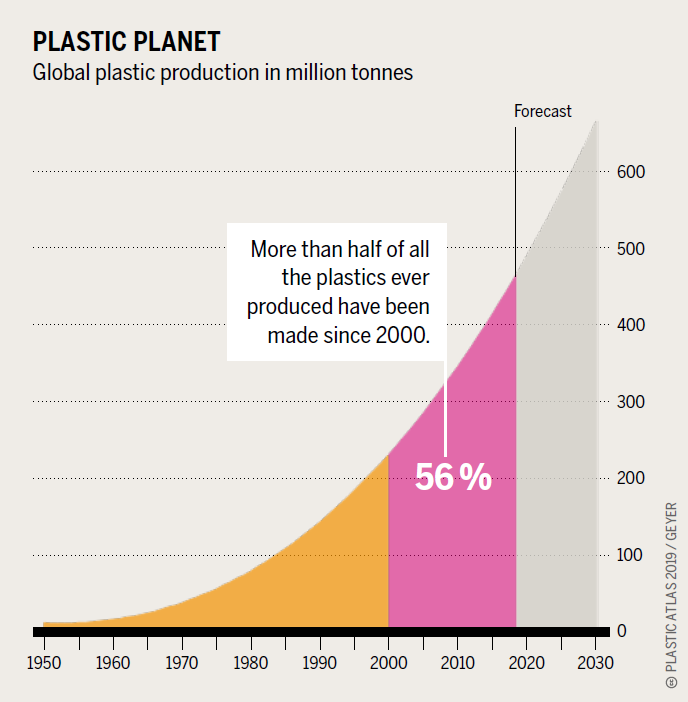 PLASTIC PLANET
Global plastic production in million tonnes
Forecast
600
500
More than half of all
the plastics ever
produced have been
made since 2000.
400
300
56 %
200
100
0
1950 1960 1970 1980 1990 2000 2010 2020 2030
PLASTIC ATLAS 2019 / GEYER